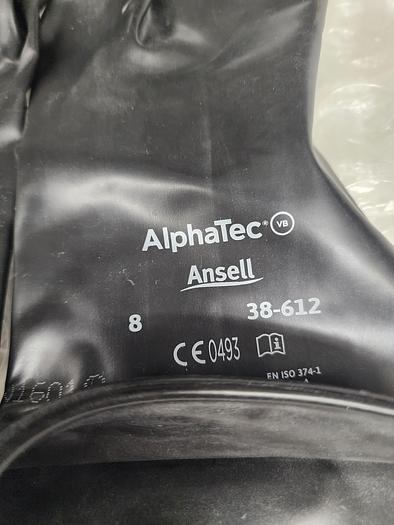 AlphaTec® VB
Ansell
8 38-612
CE 0493 i
EN ISO 374-1